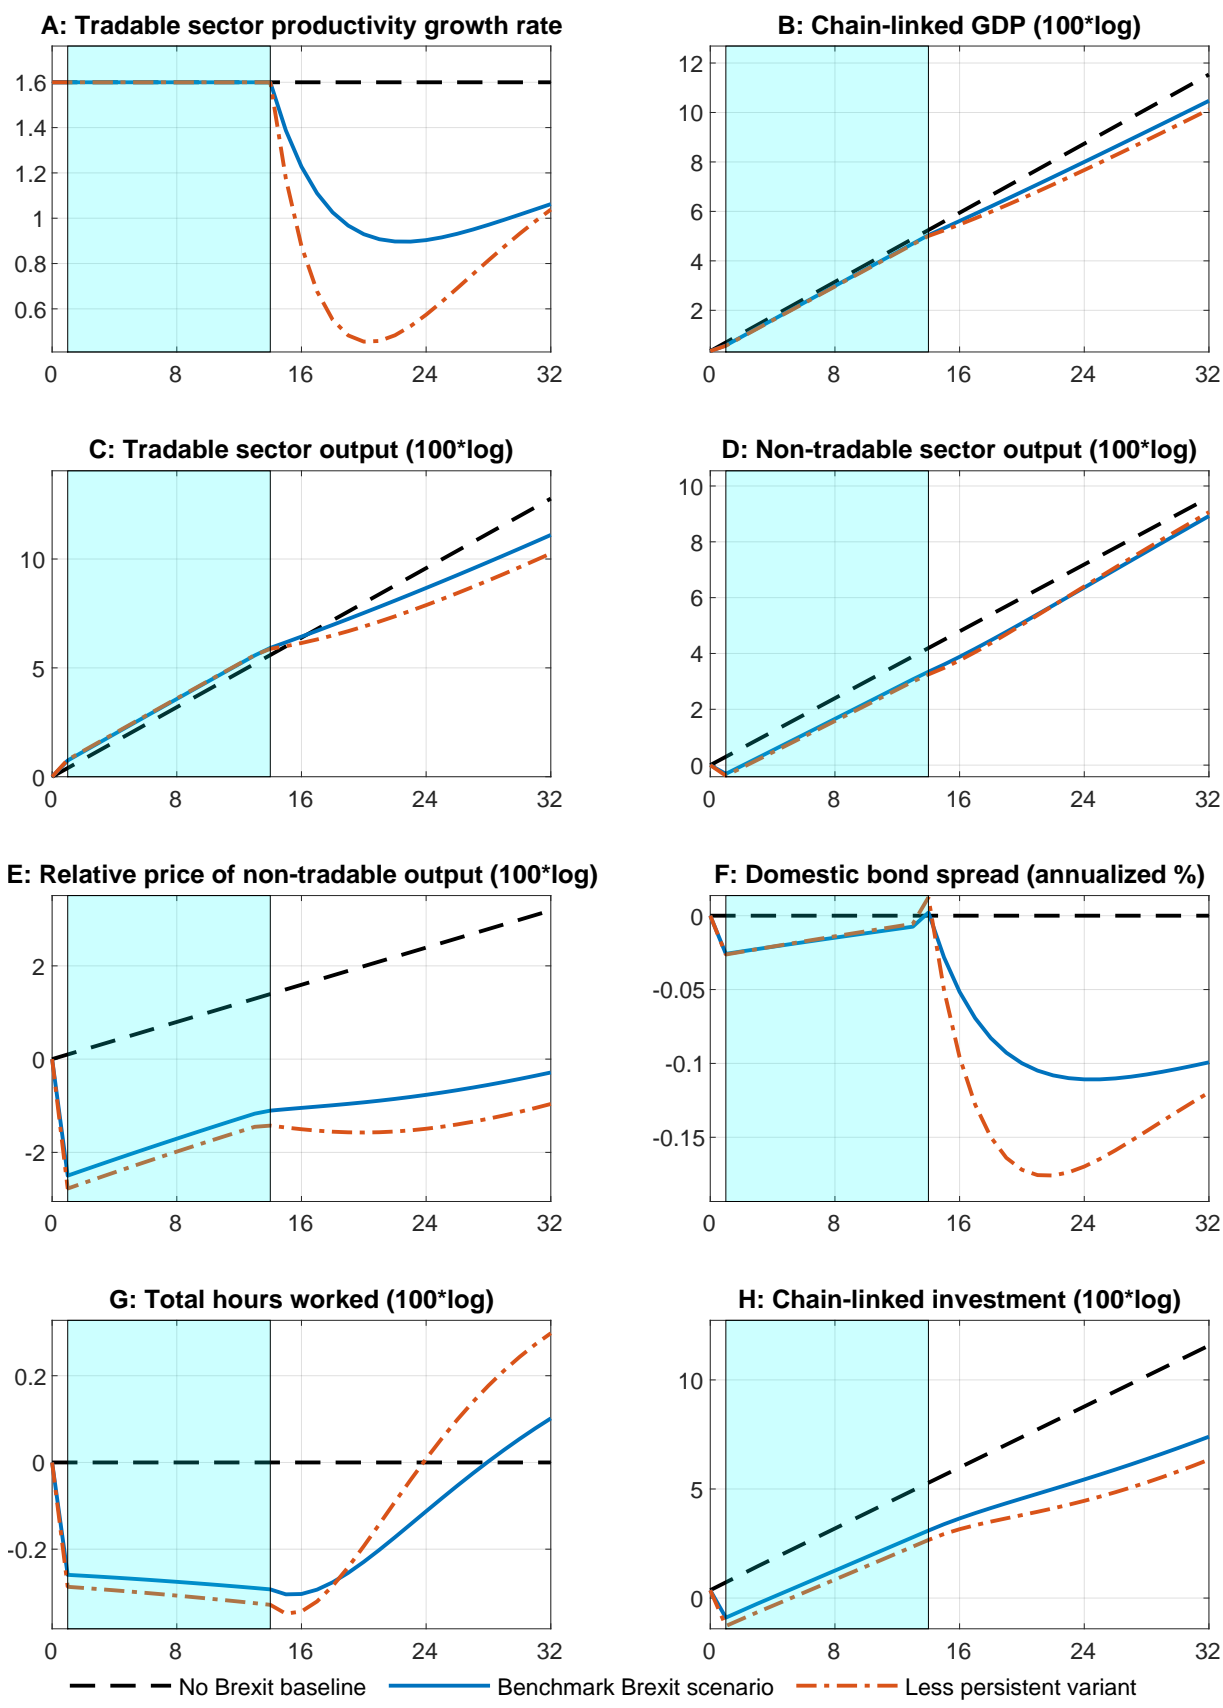 A: Tradable sector productivity growth rate
1.6
1.4
1.2
1
0.8
0.6
0 8 16 24 32
B: Chain-linked GDP (100*log)
12
10
8
6
4
2
0 8 16 24 32
C: Tradable sector output (100*log)
10
5
0
0 8 16 24 32
D: Non-tradable sector output (100*log)
10
8
6
4
2
0
0 8 16 24 32
E: Relative price of non-tradable output (100*log)
2
0
-2
0 8 16 24 32
F: Domestic bond spread (annualized %)
0
-0.05
-0.1
-0.15
0 8 16 24 32
G: Total hours worked (100*log)
0.2
0
-0.2
0 8 16 24 32
H: Chain-linked investment (100*log)
10
5
0
0 8 16 24 32
No Brexit baseline Benchmark Brexit scenario Less persistent variant